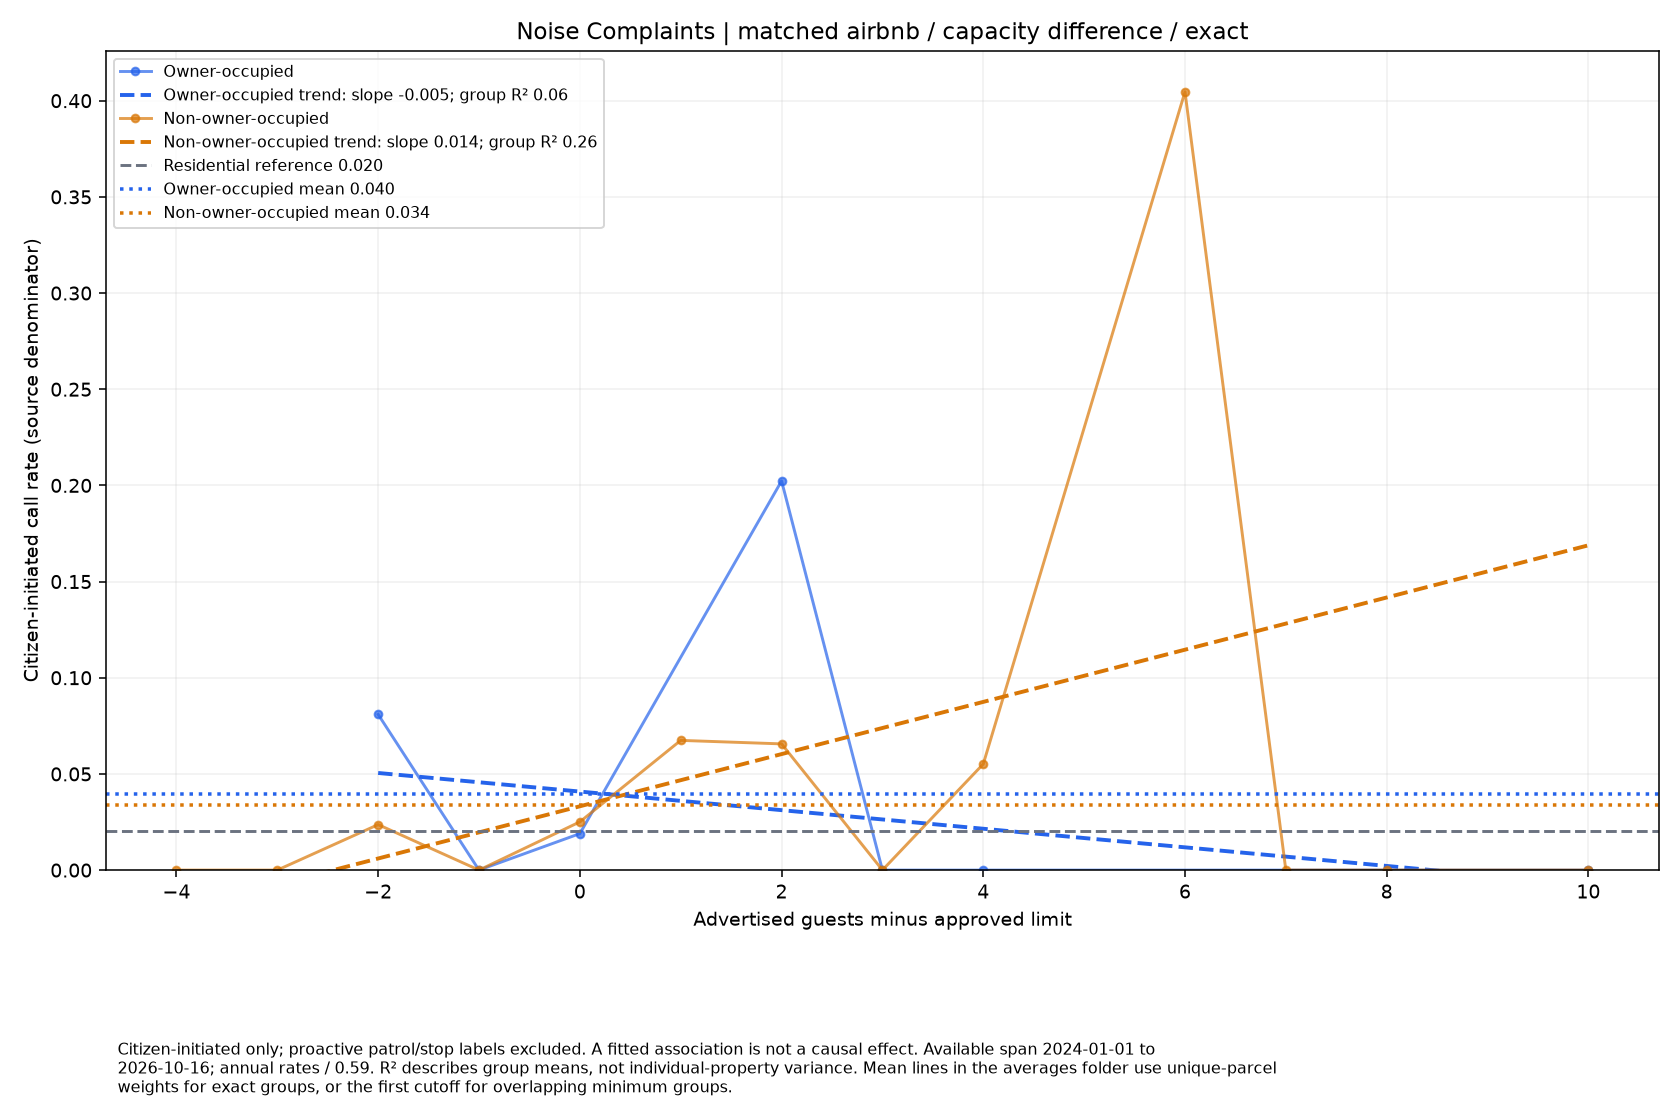 Noise Complaints | matched airbnb / capacity difference / exact
Owner-occupied
Owner-occupied trend: slope -0.005; group R² 0.06
Non-owner-occupied
Non-owner-occupied trend: slope 0.014; group R² 0.26
Residential reference 0.020
Owner-occupied mean 0.040
Non-owner-occupied mean 0.034
Citizen-initiated call rate (source denominator)
0.40
0.35
0.30
0.25
0.20
0.15
0.10
0.05
0.00
−4
−2
0
2
4
6
8
10
Advertised guests minus approved limit
Citizen-initiated only; proactive patrol/stop labels excluded. A fitted association is not a causal effect. Available span 2024-01-01 to
2026-10-16; annual rates / 0.59. R² describes group means, not individual-property variance. Mean lines in the averages folder use unique-parcel
weights for exact groups, or the first cutoff for overlapping minimum groups.